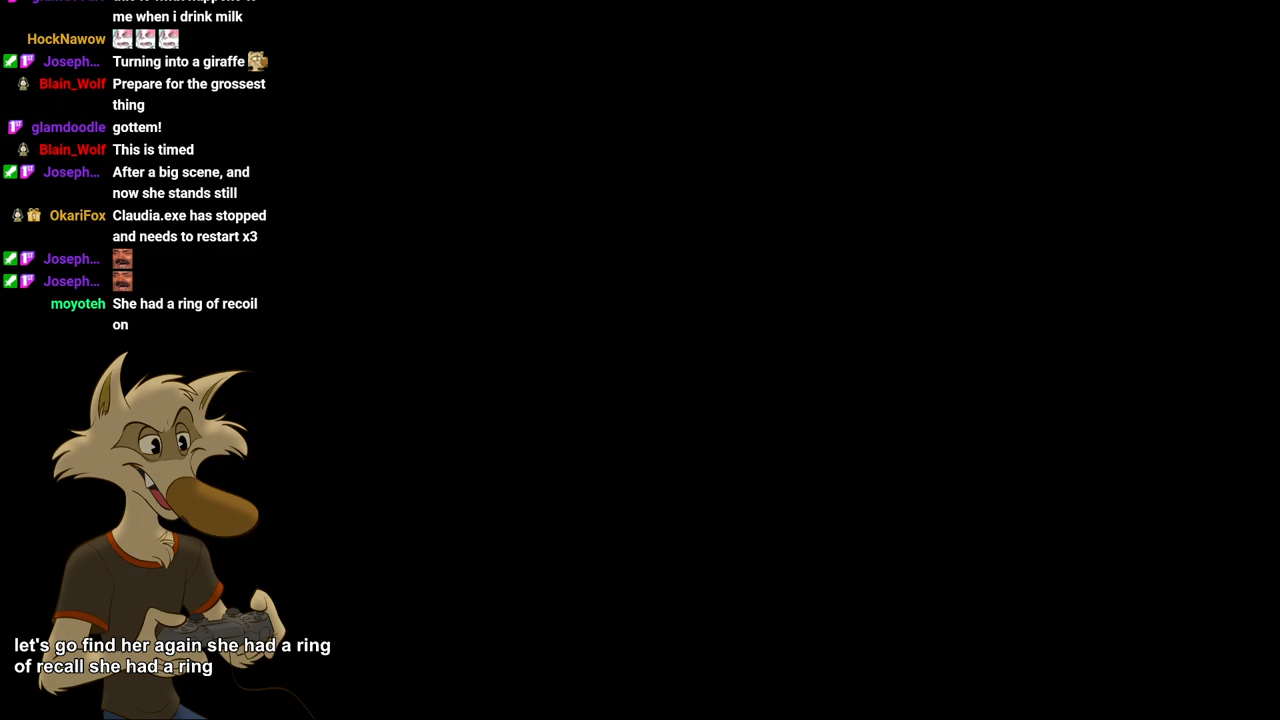 me when i drink milk
HockNawow
Joseph... Turning into a giraffe
Blain_Wolf Prepare for the grossest
thing
glamdoodle gottem!
Blain_Wolf This is timed
Joseph... After a big scene, and
now she stands still
OkariFox Claudia.exe has stopped
and needs to restart x3
Joseph...
Joseph...
moyoteh She had a ring of recoil
on
let's go find her again she had a ring
of recall she had a ring